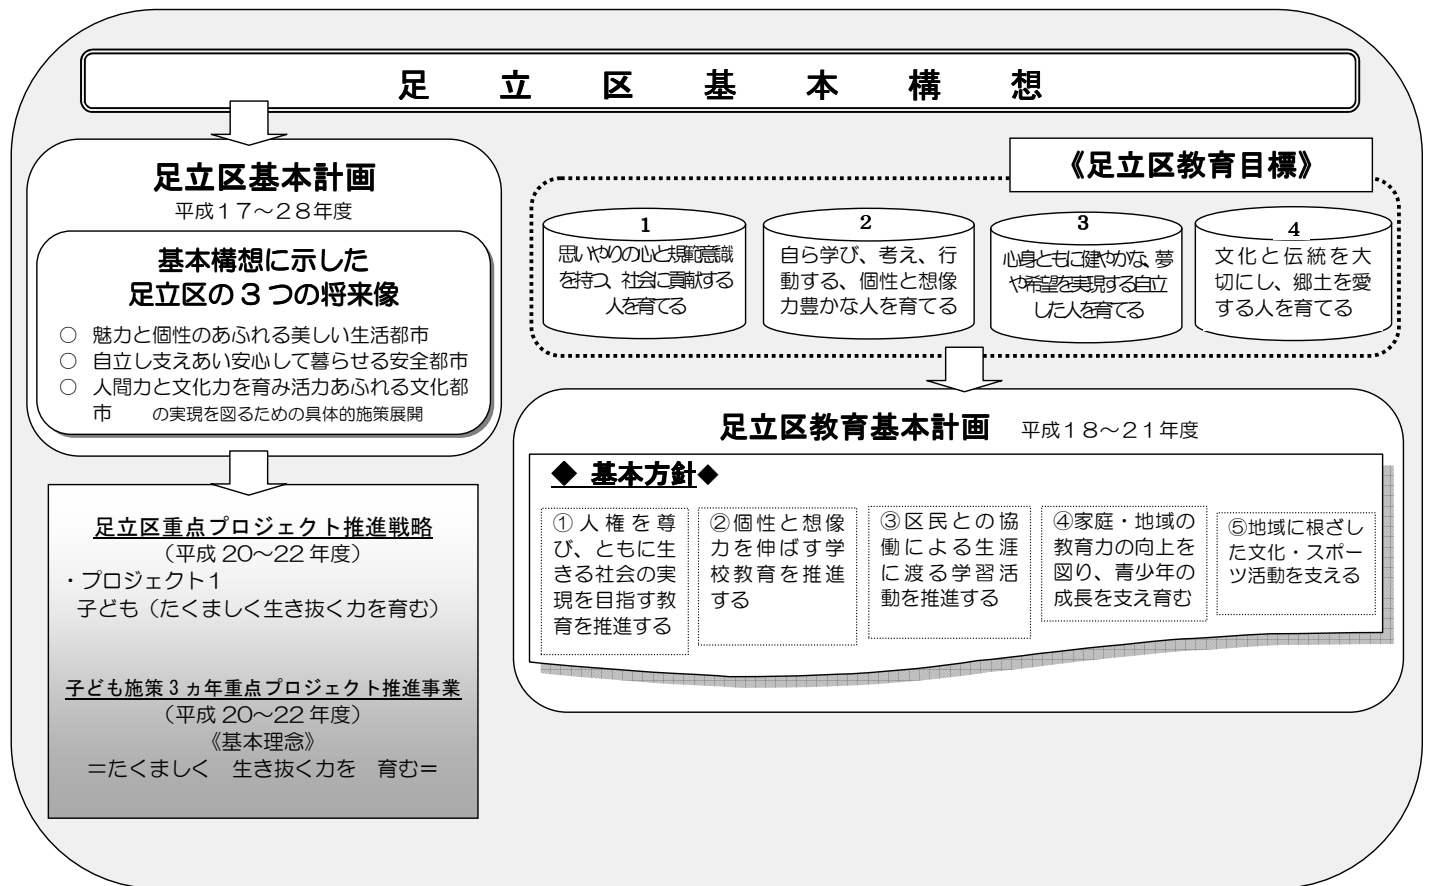 足立区基本構想
足立区基本計画
平成１７～２８年度
基本構想に示した
足立区の３つの将来像
○ 魅力と個性のあふれる美しい生活都市
○ 自立し支えあい安心して暮らせる安全都市
○ 人間力と文化力を育み活力あふれる文化都
市 の実現を図るための具体的施策展開
足立区重点プロジェクト推進戦略
（平成 20～22 年度）
・プロジェクト１
子ども（たくましく生き抜く力を育む）
子ども施策３ヵ年重点プロジェクト推進事業
（平成 20～22 年度）
《基本理念》
＝たくましく 生き抜く力を 育む＝
《足立区教育目標》
1
思いやりの心と規範意識
を持つ、社会に貢献する
人を育てる
2
自ら学び、考え、行
動する、個性と想像
力豊かな人を育てる
3
心身ともに健やかな、夢
や希望を実現する自立
した人を育てる
4
文化と伝統を大
切にし、郷土を愛
する人を育てる
足立区教育基本計画 平成１８～２１年度
◆ 基本方針◆
①人権を尊
び、ともに生
きる社会の実
現を目指す教
育を推進する
②個性と想像
力を伸ばす学
校教育を推進
する
③区民との協
働による生涯
に渡る学習活
動を推進する
④家庭・地域の
教育力の向上を
図り、青少年の
成長を支え育む
⑤地域に根ざし
た文化・スポー
ツ活動を支える